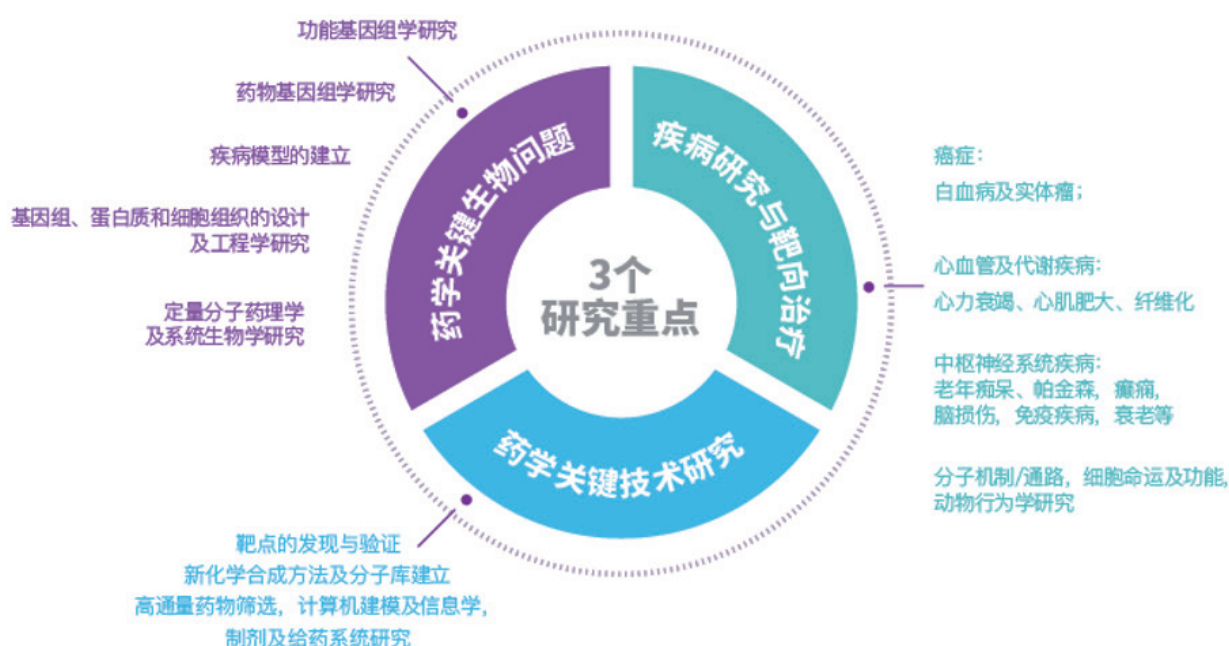 功能基因组学研究
药物基因组学研究
疾病模型的建立
基因组、蛋白质和细胞组织的设计
及工程学研究
定量分子药理学
及系统生物学研究
药学关键生物问题
疾病研究与靶向治疗
药学关键技术研究
3个
研究重点
癌症：
白血病及实体瘤；
心血管及代谢疾病：
心力衰竭、心肌肥大、纤维化
中枢神经系统疾病：
老年痴呆、帕金森，癫痫，
脑损伤，免疫疾病，衰老等
分子机制/通路，细胞命运及功能，
动物行为学研究
靶点的发现与验证
新化学合成方法及分子库建立
高通量药物筛选，计算机建模及信息学，
制剂及给药系统研究